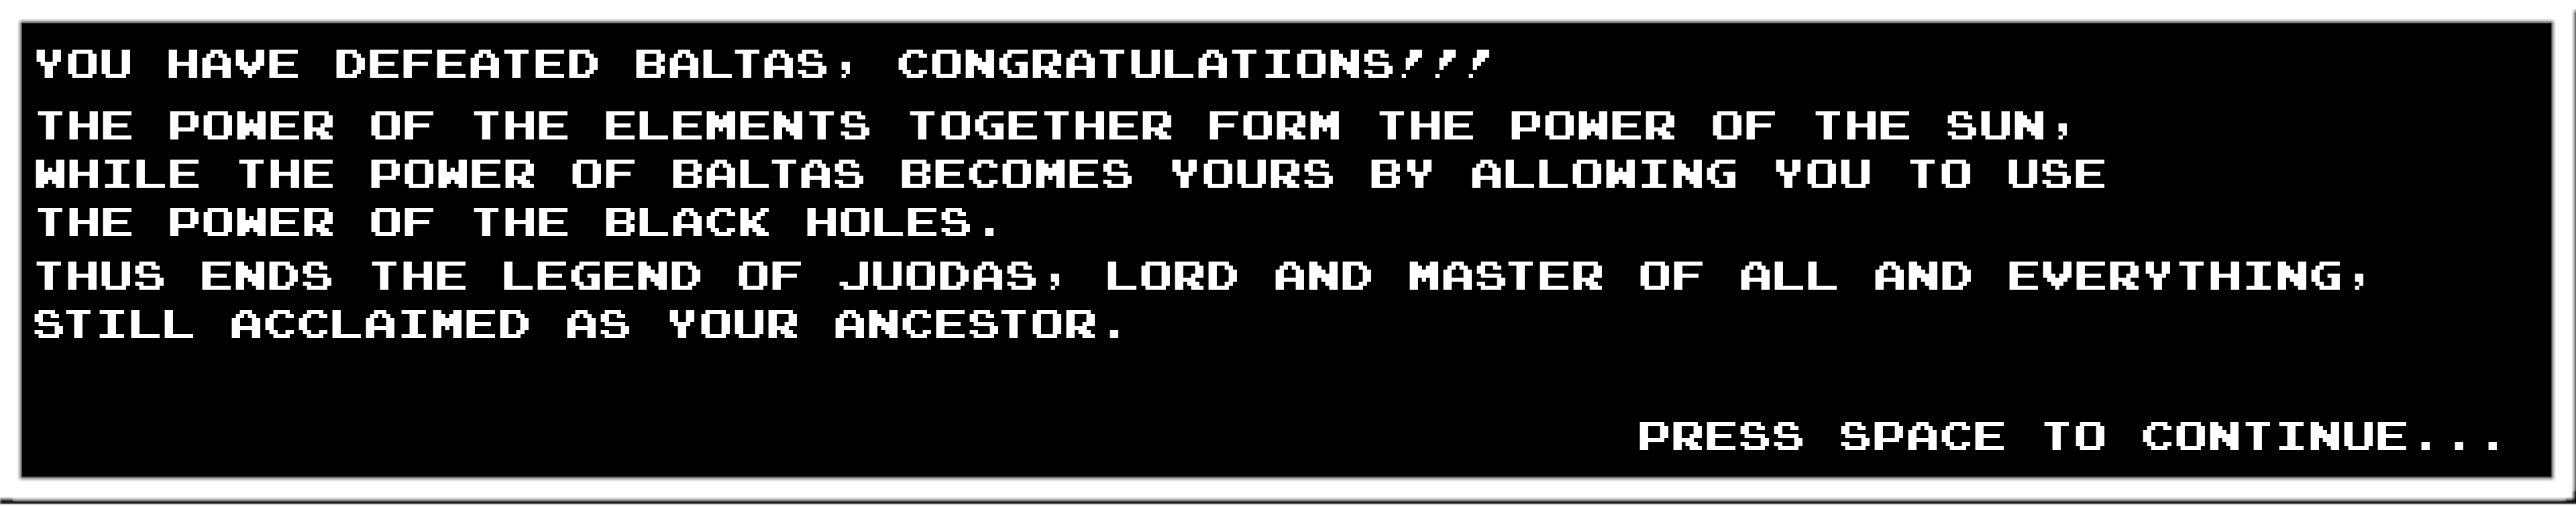 YOU HAVE DEFEATED BALTAS, CONGRATULATIONS!!!
THE POWER OF THE ELEMENTS TOGETHER FORM THE POWER OF THE SUN,
WHILE THE POWER OF BALTAS BECOMES YOURS BY ALLOWING YOU TO USE
THE POWER OF THE BLACK HOLES.
THUS ENDS THE LEGEND OF JUODAS, LORD AND MASTER OF ALL AND EVERYTHING,
STILL ACCLAIMED AS YOUR ANCESTOR.
PRESS SPACE TO CONTINUE...